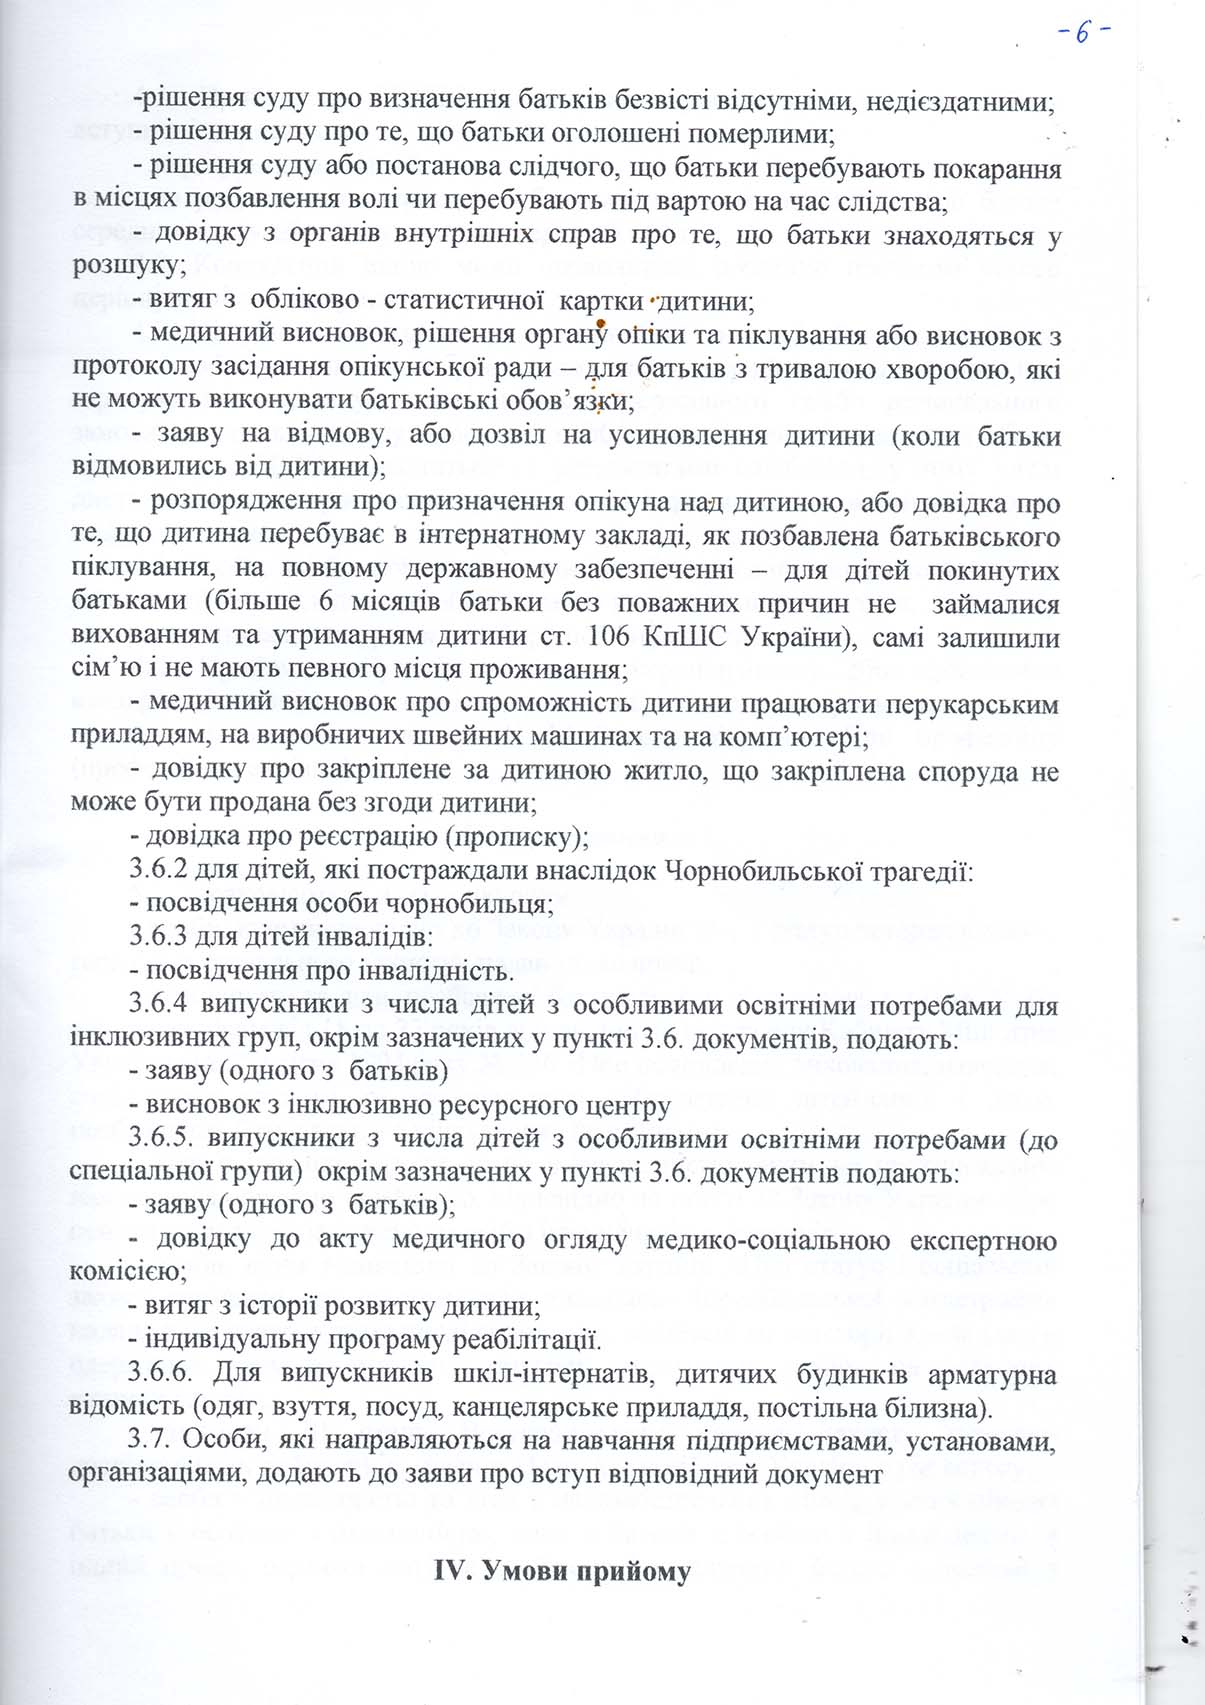 - 6 -
-рішення суду про визначення батьків безвісті відсутніми, недієздатними;
- рішення суду про те, що батьки оголошені померлими;
- рішення суду або постанова слідчого, що батьки перебувають покарання
в місцях позбавлення волі чи перебувають під вартою на час слідства;
- довідку з органів внутрішніх справ про те, що батьки знаходяться у
розшуку;
- витяг з обліково - статистичної картки дитини;
- медичний висновок, рішення органу опіки та піклування або висновок з
протоколу засідання опікунської ради – для батьків з тривалою хворобою, які
не можуть виконувати батьківські обов’язки;
- заяву на відмову, або дозвіл на усиновлення дитини (коли батьки
відмовились від дитини);
- розпорядження про призначення опікуна над дитиною, або довідка про
те, що дитина перебуває в інтернатному закладі, як позбавлена батьківського
піклування, на повному державному забезпеченні – для дітей покинутих
батьками (більше 6 місяців батьки без поважних причин не займалися
вихованням та утриманням дитини ст. 106 КпШС України), самі залишили
сім’ю і не мають певного місця проживання;
- медичний висновок про спроможність дитини працювати перукарським
приладдям, на виробничих швейних машинах та на комп’ютері;
- довідку про закріплене за дитиною житло, що закріплена споруда не
може бути продана без згоди дитини;
- довідка про реєстрацію (прописку);
3.6.2 для дітей, які постраждали внаслідок Чорнобильської трагедії:
- посвідчення особи чорнобильця;
3.6.3 для дітей інвалідів:
- посвідчення про інвалідність.
3.6.4 випускники з числа дітей з особливими освітніми потребами для
інклюзивних груп, окрім зазначених у пункті 3.6. документів, подають:
- заяву (одного з батьків)
- висновок з інклюзивно ресурсного центру
3.6.5. випускники з числа дітей з особливими освітніми потребами (до
спеціальної групи) окрім зазначених у пункті 3.6. документів подають:
- заяву (одного з батьків);
- довідку до акту медичного огляду медико-соціальною експертною
комісією;
- витяг з історії розвитку дитини;
- індивідуальну програму реабілітації.
3.6.6. Для випускників шкіл-інтернатів, дитячих будинків арматурна
відомість (одяг, взуття, посуд, канцелярське приладдя, постільна білизна).
3.7. Особи, які направляються на навчання підприємствами, установами,
організаціями, додають до заяви про вступ відповідний документ
IV. Умови прийому